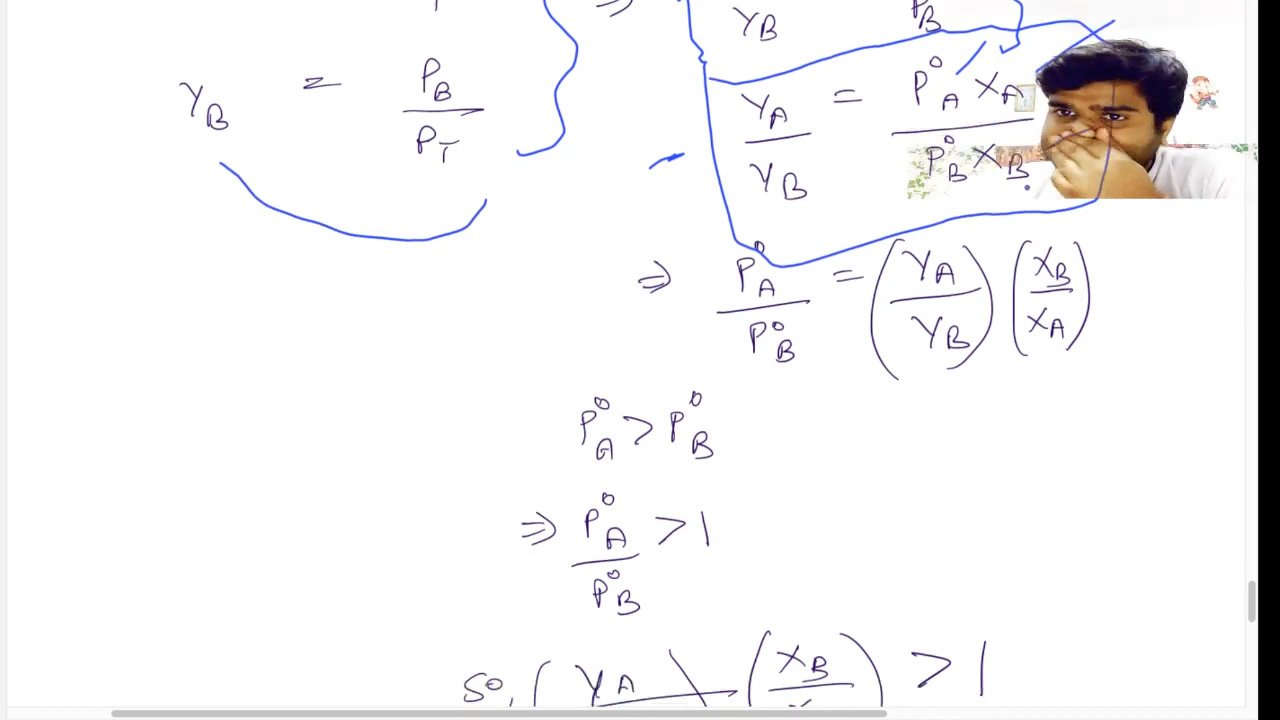 Y_B P_B
Y_B = P_B / P_T
Y_A / Y_B = P°_A X_A / P°_B X_B
⇒ P°_A / P°_B = (Y_A / Y_B) (X_B / X_A)
P°_A > P°_B
⇒ P°_A / P°_B > 1
So, (Y_A) (X_B) > 1